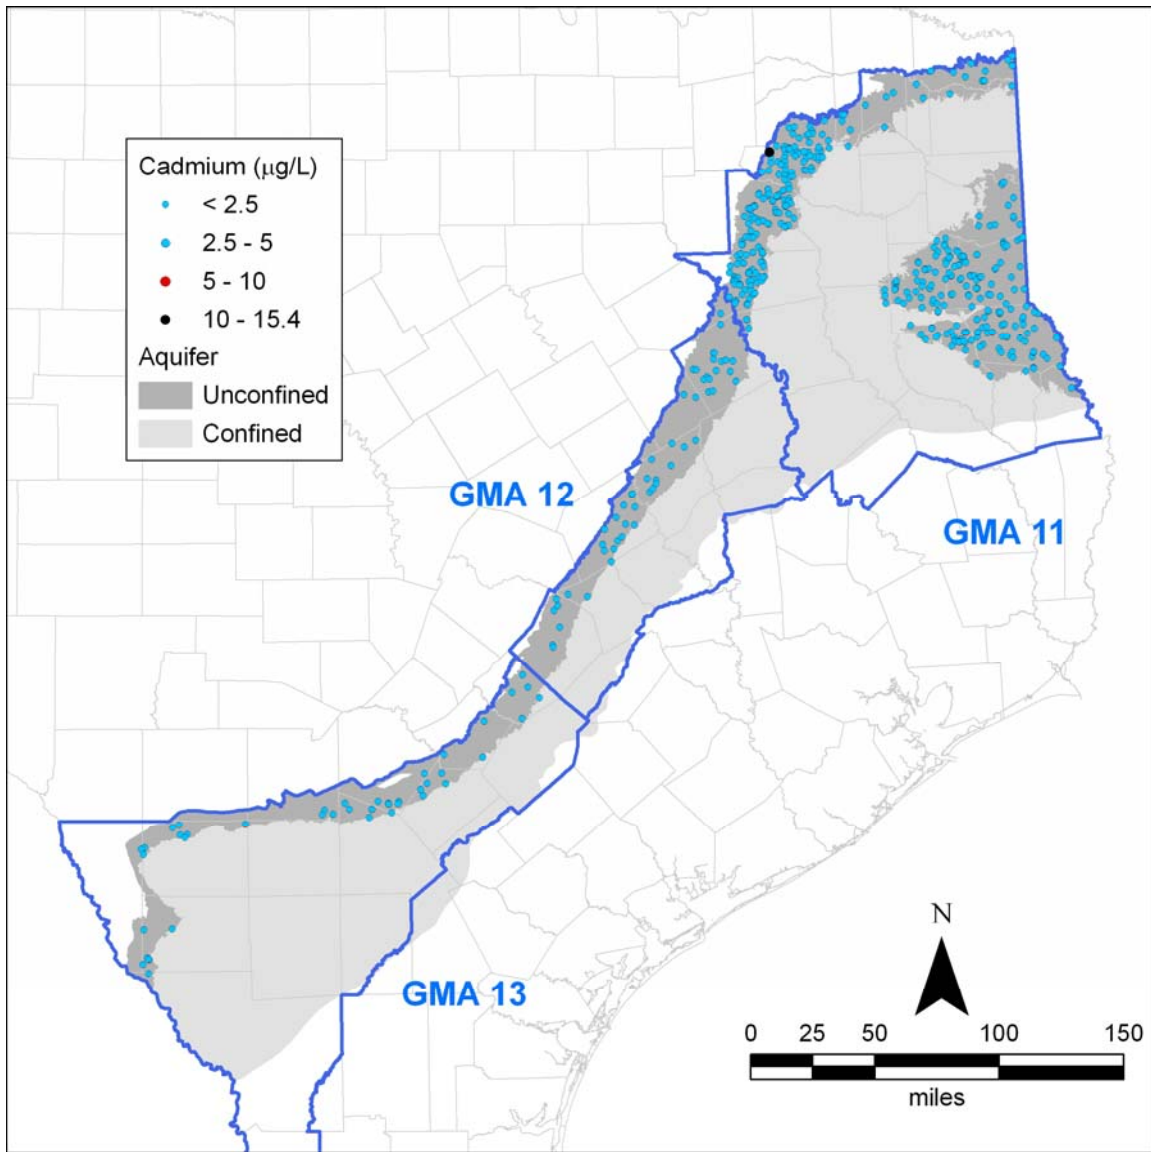 Cadmium (μg/L)
< 2.5
2.5 - 5
5 - 10
10 - 15.4
Aquifer
Unconfined
Confined
GMA 12
GMA 11
GMA 13
N
0 25 50 100 150
miles